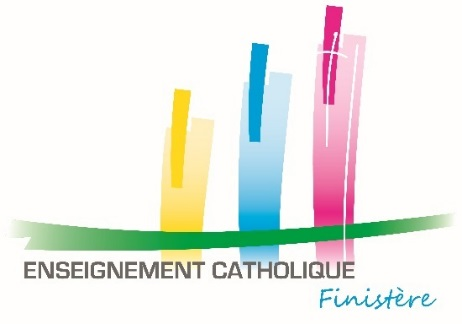 ENSEIGNEMENT CATHOLIQUE
Finistère